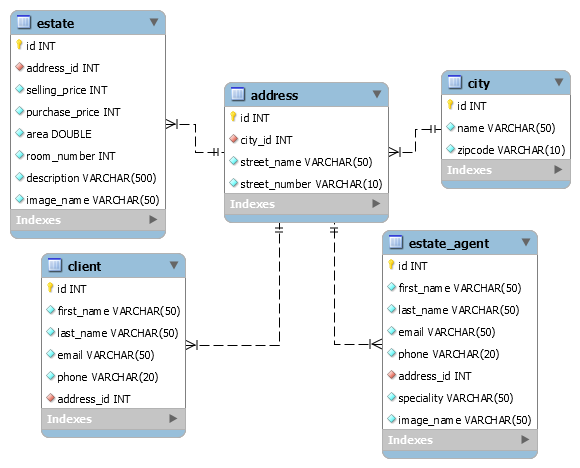 estate
id INT
address_id INT
selling_price INT
purchase_price INT
area DOUBLE
room_number INT
description VARCHAR(500)
image_name VARCHAR(50)
Indexes
address
id INT
city_id INT
street_name VARCHAR(50)
street_number VARCHAR(10)
Indexes
city
id INT
name VARCHAR(50)
zipcode VARCHAR(10)
Indexes
client
id INT
first_name VARCHAR(50)
last_name VARCHAR(50)
email VARCHAR(50)
phone VARCHAR(20)
address_id INT
Indexes
estate_agent
id INT
first_name VARCHAR(50)
last_name VARCHAR(50)
email VARCHAR(50)
phone VARCHAR(20)
address_id INT
speciality VARCHAR(50)
image_name VARCHAR(50)
Indexes